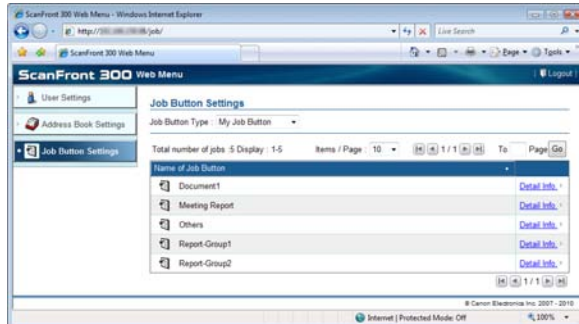 ScanFront 300 Web Menu - Windows Internet Explorer
http:// /job/
Live Search
ScanFront 300 Web Menu
Page Tools
ScanFront 300 Web Menu
Logout
User Settings
Address Book Settings
Job Button Settings
Job Button Settings
Job Button Type : My Job Button
Total number of jobs :5 Display : 1-5 Items / Page : 10 1 / 1 To Page Go
Name of Job Button
Document1 Detail Info.
Meeting Report Detail Info.
Others Detail Info.
Report-Group1 Detail Info.
Report-Group2 Detail Info.
1 / 1
© Canon Electronics Inc. 2007 - 2010
Internet | Protected Mode: Off 100%